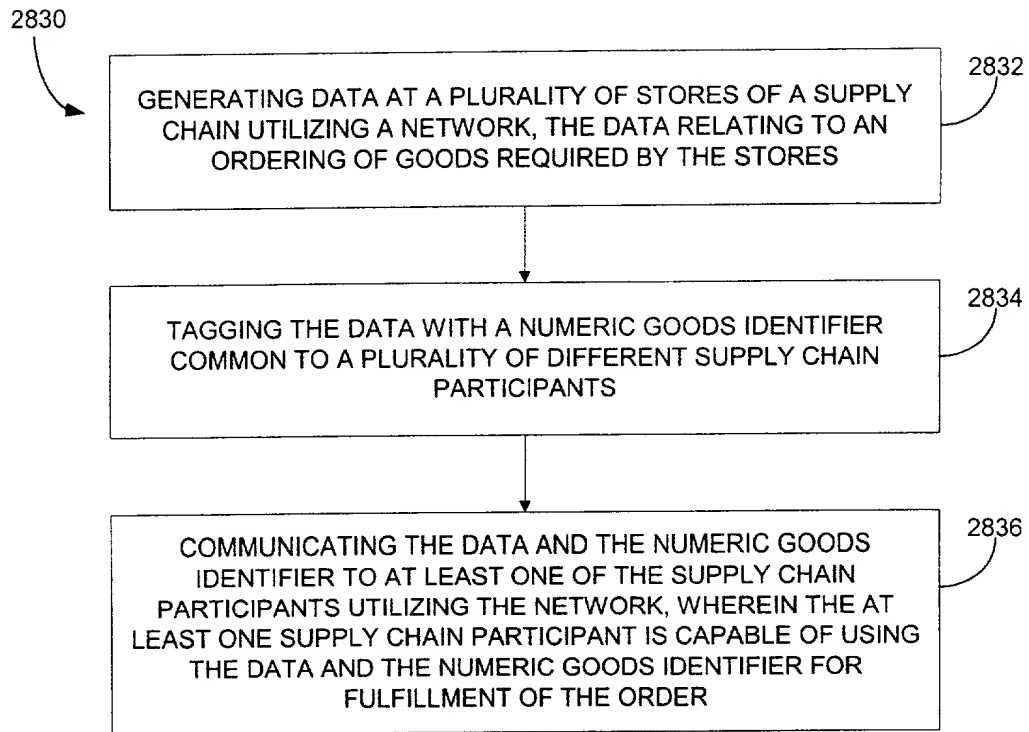 2830
2832
GENERATING DATA AT A PLURALITY OF STORES OF A SUPPLY
CHAIN UTILIZING A NETWORK, THE DATA RELATING TO AN
ORDERING OF GOODS REQUIRED BY THE STORES
2834
TAGGING THE DATA WITH A NUMERIC GOODS IDENTIFIER
COMMON TO A PLURALITY OF DIFFERENT SUPPLY CHAIN
PARTICIPANTS
2836
COMMUNICATING THE DATA AND THE NUMERIC GOODS
IDENTIFIER TO AT LEAST ONE OF THE SUPPLY CHAIN
PARTICIPANTS UTILIZING THE NETWORK, WHEREIN THE AT
LEAST ONE SUPPLY CHAIN PARTICIPANT IS CAPABLE OF USING
THE DATA AND THE NUMERIC GOODS IDENTIFIER FOR
FULFILLMENT OF THE ORDER